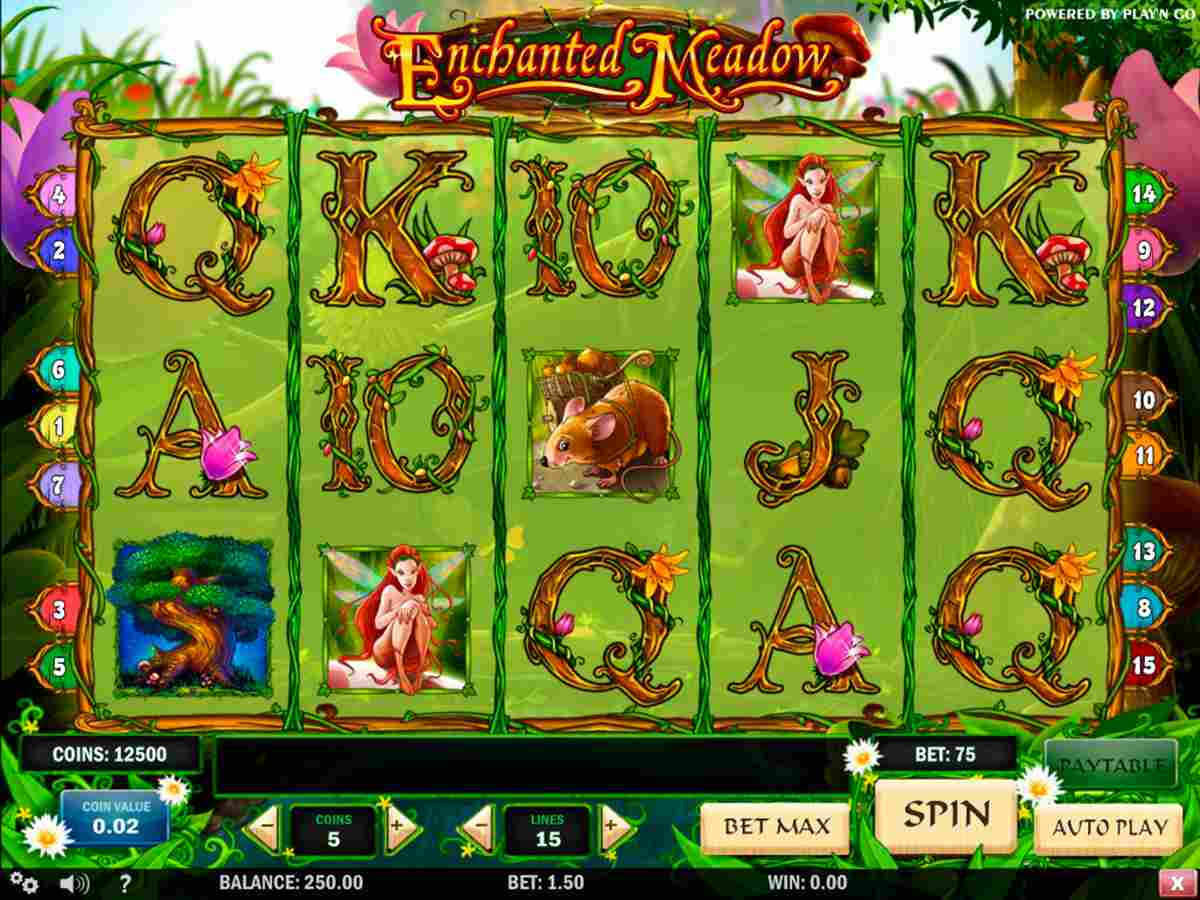 POWERED BY PLAY'N GO
Enchanted Meadow
4 Q K 10 K 14
2 9
12
6 A 10 J Q 10
1 11
7
3 Q A Q 13
5 8
15
COINS: 12500
BET: 75
PAYTABLE
COIN VALUE
0.02
- COINS +
5
- LINES +
15
BET MAX
SPIN
AUTO PLAY
?
BALANCE: 250.00 BET: 1.50 WIN: 0.00
X